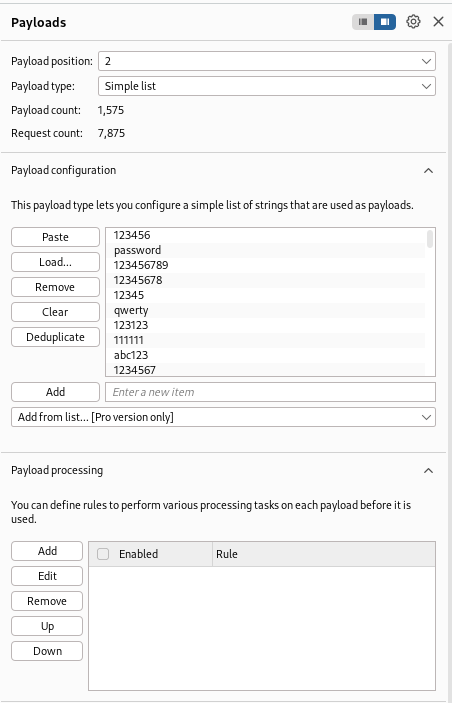 Payloads
Payload position: 2
Payload type: Simple list
Payload count: 1,575
Request count: 7,875
Payload configuration
This payload type lets you configure a simple list of strings that are used as payloads.
Paste
Load...
Remove
Clear
Deduplicate
123456
password
123456789
12345678
12345
qwerty
123123
111111
abc123
1234567
Add
Enter a new item
Add from list... [Pro version only]
Payload processing
You can define rules to perform various processing tasks on each payload before it is
used.
Add
Edit
Remove
Up
Down
Enabled Rule